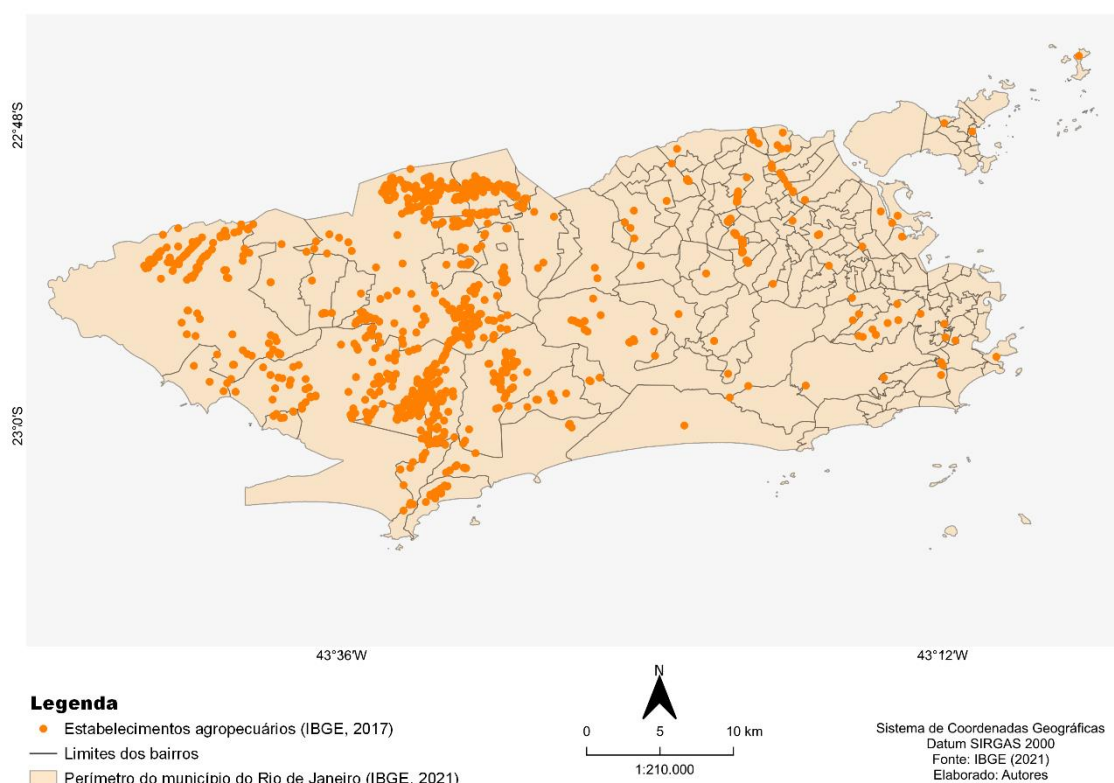 22°48'S
23°0'S
43°36'W
43°12'W
N
Legenda
Estabelecimentos agropecuários (IBGE, 2017)
Limites dos bairros
Perímetro do município do Rio de Janeiro (IBGE, 2021)
0 5 10 km
1:210.000
Sistema de Coordenadas Geográficas
Datum SIRGAS 2000
Fonte: IBGE (2021)
Elaborado: Autores